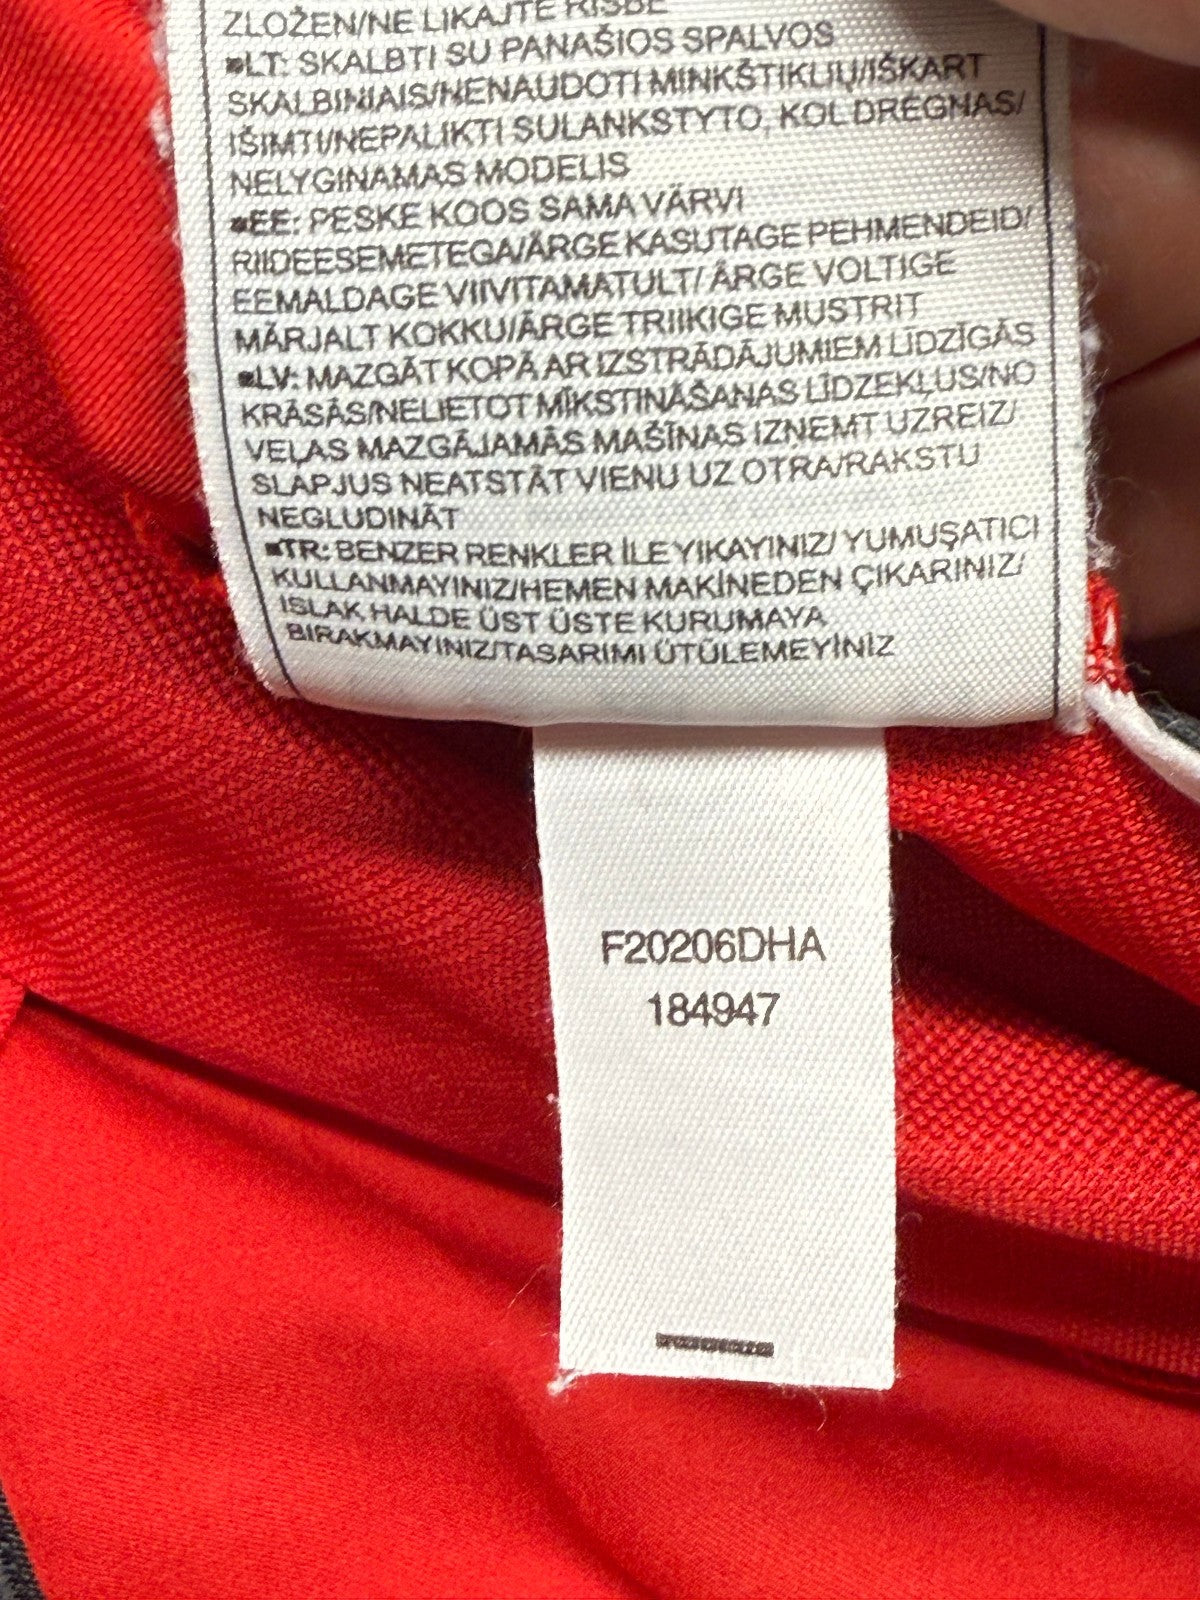 ZLOŽEN/NE LIKAJTE RISBE
■LT: SKALBTI SU PANAŠIOS SPALVOS
SKALBINIAIS/NENAUDOTI MINKŠTIKLIŲ/IŠKART
IŠIMTI/NEPALIKTI SULANKSTYTO, KOL DRĖGNAS/
NELYGINAMAS MODELIS
■EE: PESKE KOOS SAMA VÄRVI
RIIDEESEMETEGA/ÄRGE KASUTAGE PEHMENDEID/
EEMALDAGE VIIVITAMATULT/ ÄRGE VOLTIGE
MÄRJALT KOKKU/ÄRGE TRIIKIGE MUSTRIT
■LV: MAZGĀT KOPĀ AR IZSTRĀDĀJUMIEM LĪDZĪGĀS
KRĀSĀS/NELIETOT MĪKSTINĀŠANAS LĪDZEKĻUS/NO
VEĻAS MAZGĀJAMĀS MAŠĪNAS IZŅEMT UZREIZ/
SLAPJUS NEATSTĀT VIENU UZ OTRA/RAKSTU
NEGLUDINĀT
■TR: BENZER RENKLER İLE YIKAYINIZ/ YUMUŞATICI
KULLANMAYINIZ/HEMEN MAKİNEDEN ÇIKARINIZ/
ISLAK HALDE ÜST ÜSTE KURUMAYA
BIRAKMAYINIZ/TASARIMI ÜTÜLEMEYİNİZ
F20206DHA
184947